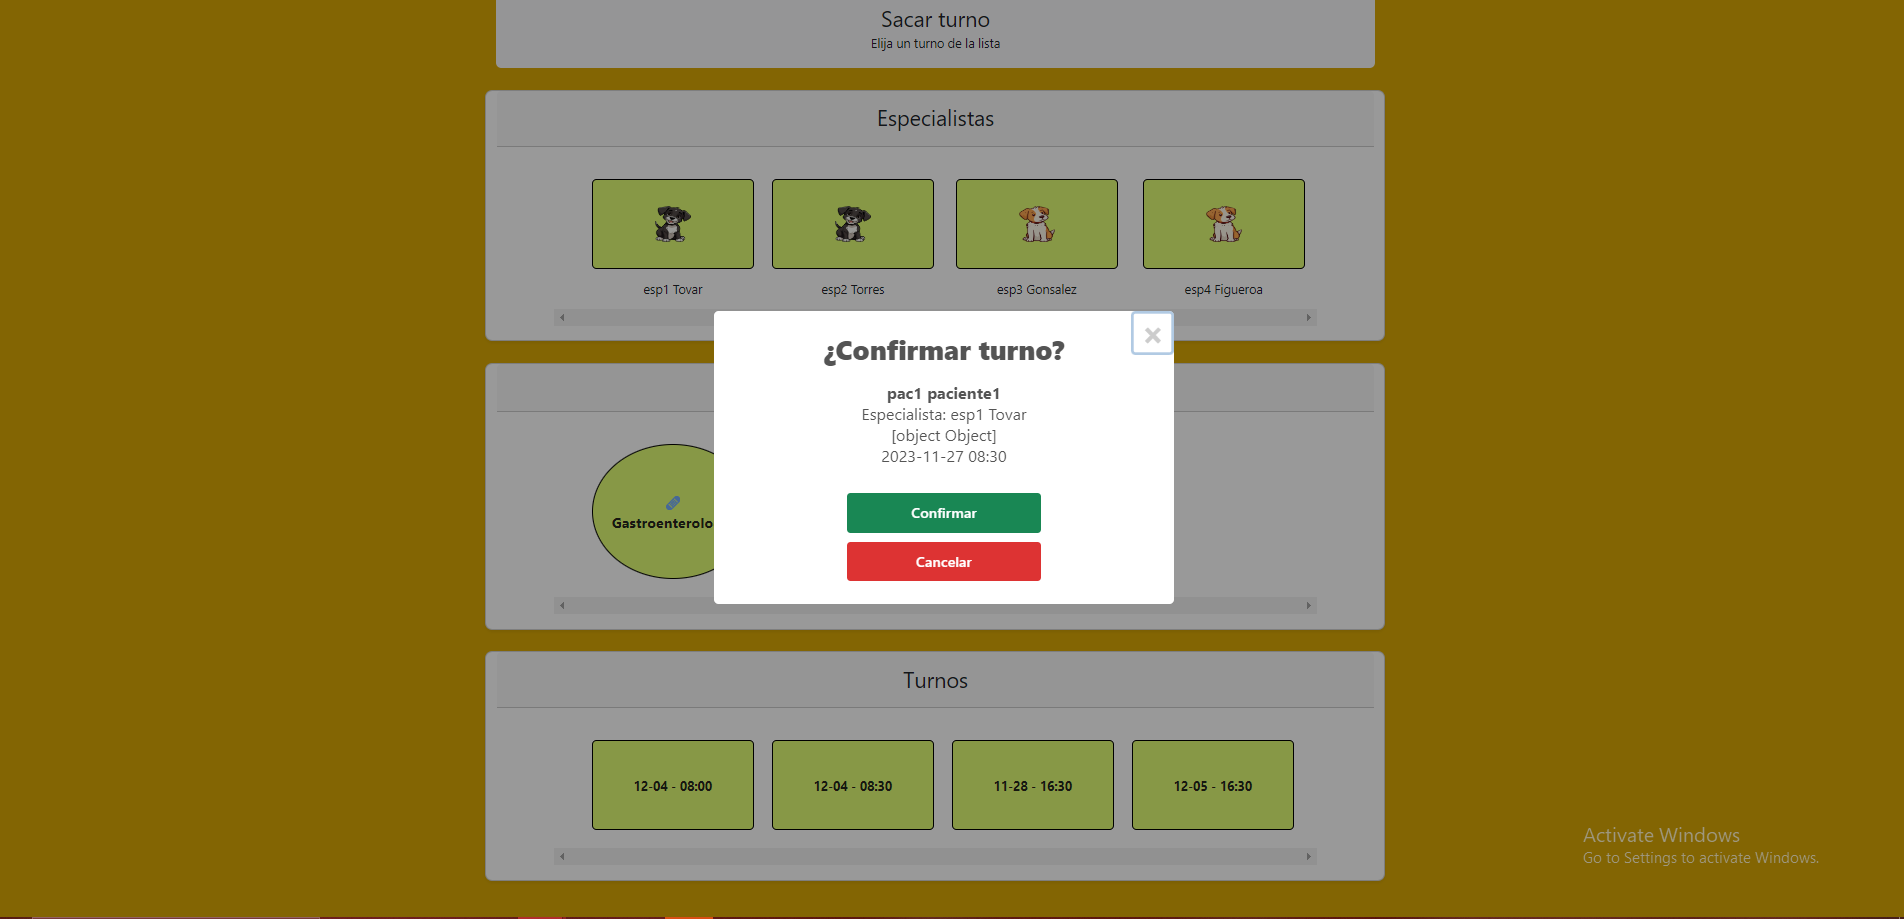 Sacar turno
Elija un turno de la lista
Especialistas
esp1 Tovar
esp2 Torres
esp3 Gonsalez
esp4 Figueroa
¿Confirmar turno?
pac1 paciente1
Especialista: esp1 Tovar
[object Object]
2023-11-27 08:30
Confirmar
Cancelar
Gastroenterolo
Turnos
12-04 - 08:00
12-04 - 08:30
11-28 - 16:30
12-05 - 16:30
Activate Windows
Go to Settings to activate Windows.